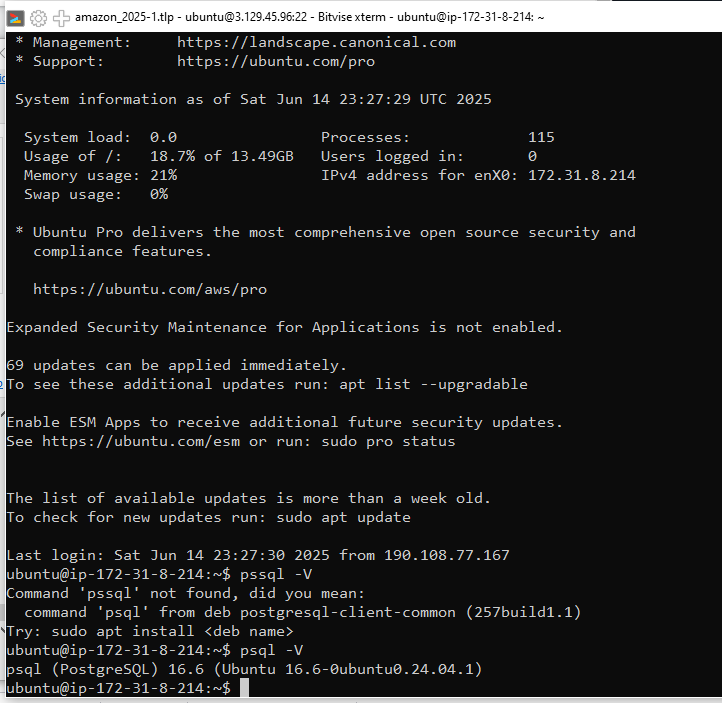 amazon_2025-1.tlp - ubuntu@3.129.45.96:22 - Bitvise xterm - ubuntu@ip-172-31-8-214: ~
* Management:     https://landscape.canonical.com
* Support:        https://ubuntu.com/pro
System information as of Sat Jun 14 23:27:29 UTC 2025
System load:  0.0                Processes:             115
Usage of /:   18.7% of 13.49GB   Users logged in:       0
Memory usage: 21%                IPv4 address for enX0: 172.31.8.214
Swap usage:   0%
* Ubuntu Pro delivers the most comprehensive open source security and
compliance features.
https://ubuntu.com/aws/pro
Expanded Security Maintenance for Applications is not enabled.
69 updates can be applied immediately.
To see these additional updates run: apt list --upgradable
Enable ESM Apps to receive additional future security updates.
See https://ubuntu.com/esm or run: sudo pro status
The list of available updates is more than a week old.
To check for new updates run: sudo apt update
Last login: Sat Jun 14 23:27:30 2025 from 190.108.77.167
ubuntu@ip-172-31-8-214:~$ pssql -V
Command 'pssql' not found, did you mean:
command 'psql' from deb postgresql-client-common (257build1.1)
Try: sudo apt install <deb name>
ubuntu@ip-172-31-8-214:~$ psql -V
psql (PostgreSQL) 16.6 (Ubuntu 16.6-0ubuntu0.24.04.1)
ubuntu@ip-172-31-8-214:~$